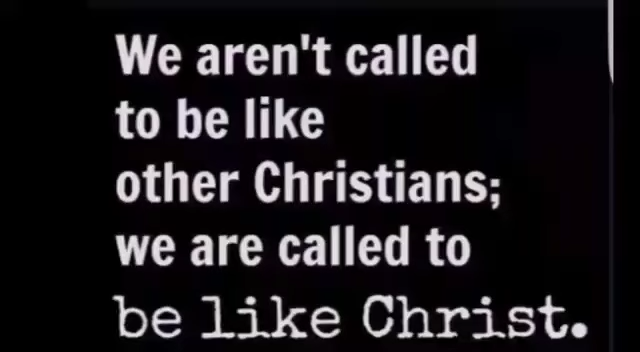 We aren't called
to be like
other Christians;
we are called to
be like Christ.